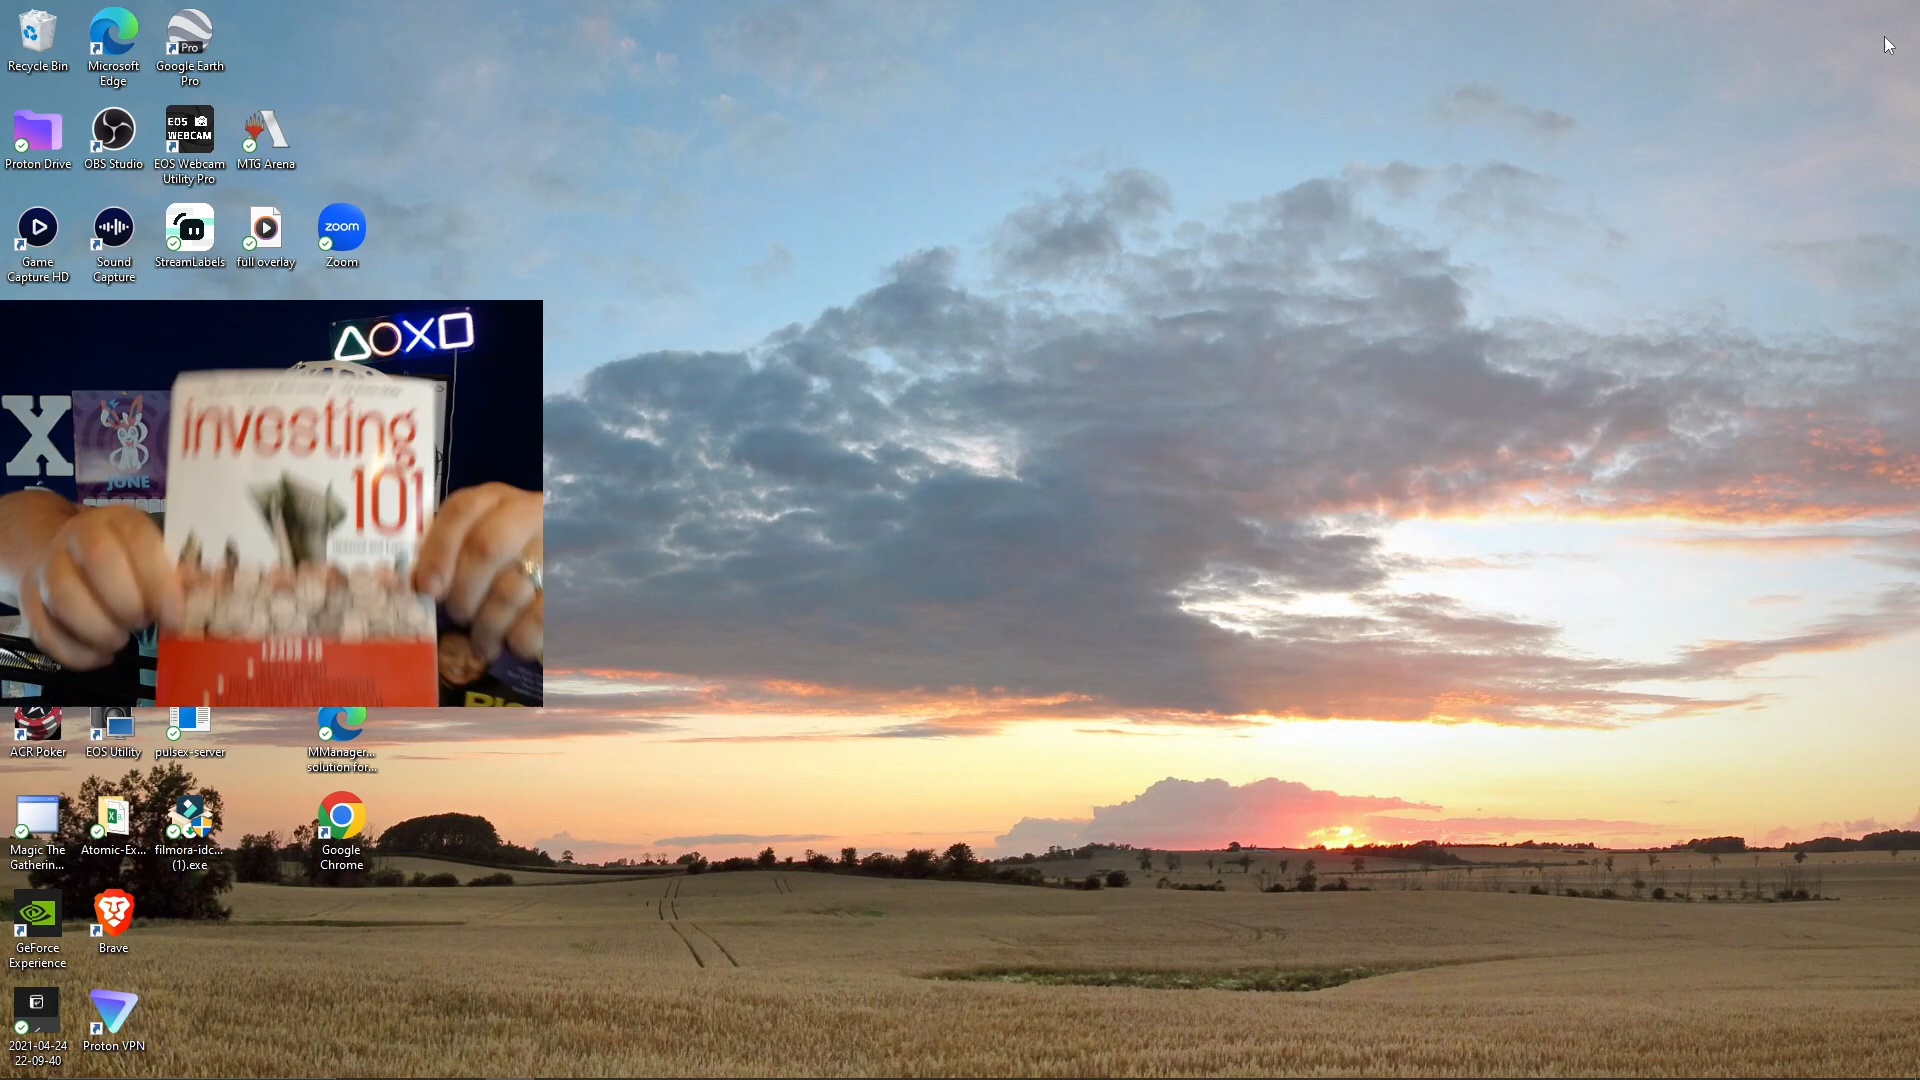 Recycle Bin
Microsoft
Edge
Pro
Google Earth
Pro
Proton Drive
OBS Studio
EOS
WEBCAM
EOS Webcam
Utility Pro
MTG Arena
Game
Capture HD
Sound
Capture
StreamLabels
full overlay
zoom
Zoom
X
JUNE
investing
101
ACR Poker
EOS Utility
pulsex-server
MManager...
solution for...
Magic The
Gatherin...
Atomic-Ex...
filmora-idc...
(1).exe
Google
Chrome
GeForce
Experience
Brave
2021-04-24
22-09-40
Proton VPN